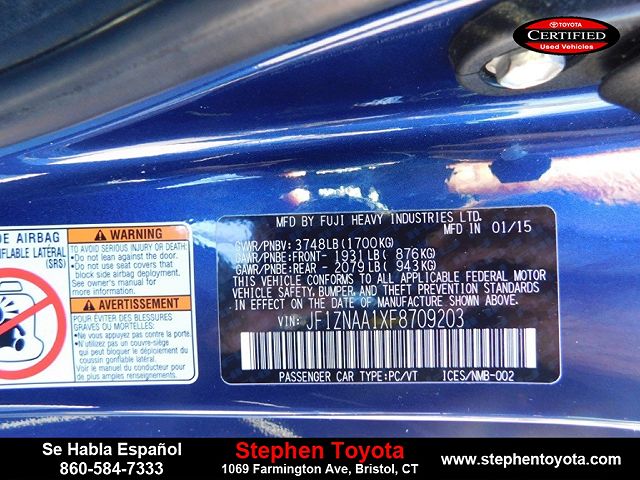 TOYOTA
CERTIFIED
Used Vehicles
MFD BY FUJI HEAVY INDUSTRIES LTD.
MFD IN 01/15
GVWR/PNBV: 3748LB(1700KG)
GAWR/PNBE:FRONT- 1931LB( 876KG)
GAWR/PNBE:REAR - 2079LB( 943KG)
THIS VEHICLE CONFORMS TO ALL APPLICABLE FEDERAL MOTOR
VEHICLE SAFETY,BUMPER, AND THEFT PREVENTION STANDARDS
IN EFFECT ON THE DATE OF MANUFACTURE SHOWN ABOVE.
VIN: JF1ZNAA1XF8709203
PASSENGER CAR TYPE:PC/VT ICES/NMB-002
DE AIRBAG
NFLABLE LATÉRAL
(SRS)
WARNING
TO AVOID SERIOUS INJURY OR DEATH:
• Do not lean against the door.
• Do not use seat covers that
block side airbag deployment.
See owner's manual for
more information.
AVERTISSEMENT
POUR ÉVITER DES BLESSURES
GRAVES OU MORTELLES:
• Ne vous appuyez pas contre
la porte.
• N'utilisez pas un couvre-siège
qui peut bloquer le déploiement du
coussin gonflable latéral.
Voir le manuel du conducteur pour
de plus amples renseignements.
Se Habla Español
860-584-7333
Stephen Toyota
1069 Farmington Ave, Bristol, CT
www.stephentoyota.com